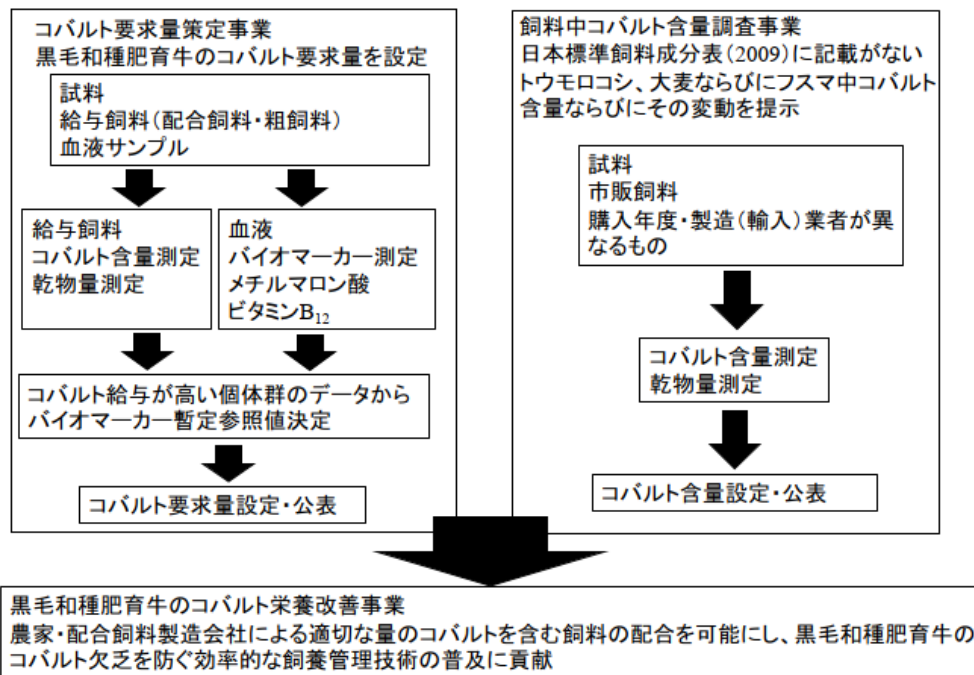 コバルト要求量策定事業
黒毛和種肥育牛のコバルト要求量を設定
試料
給与飼料(配合飼料・粗飼料)
血液サンプル
給与飼料
コバルト含量測定
乾物量測定
血液
バイオマーカー測定
メチルマロン酸
ビタミンB12
コバルト給与が高い個体群のデータから
バイオマーカー暫定参照値決定
コバルト要求量設定・公表
飼料中コバルト含量調査事業
日本標準飼料成分表(2009)に記載がない
トウモロコシ、大麦ならびにフスマ中コバルト
含量ならびにその変動を提示
試料
市販飼料
購入年度・製造(輸入)業者が異
なるもの
コバルト含量測定
乾物量測定
コバルト含量設定・公表
黒毛和種肥育牛のコバルト栄養改善事業
農家・配合飼料製造会社による適切な量のコバルトを含む飼料の配合を可能にし、黒毛和種肥育牛の
コバルト欠乏を防ぐ効率的な飼養管理技術の普及に貢献